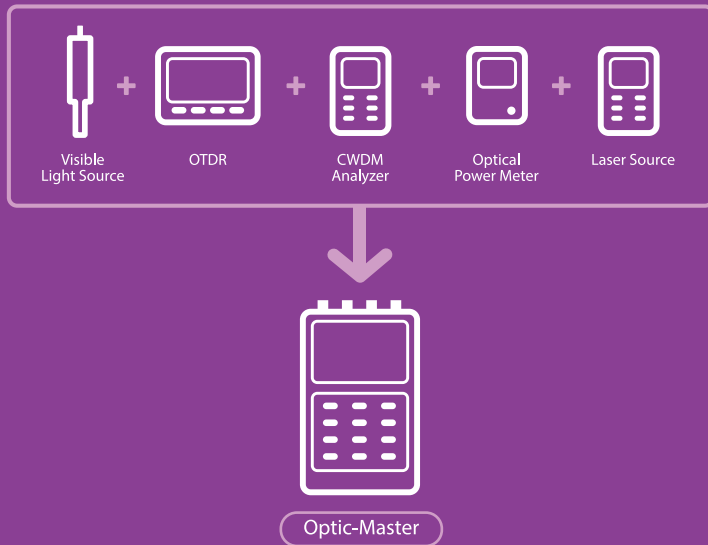 Visible
Light Source
OTDR
CWDM
Analyzer
Optical
Power Meter
Laser Source
Optic-Master